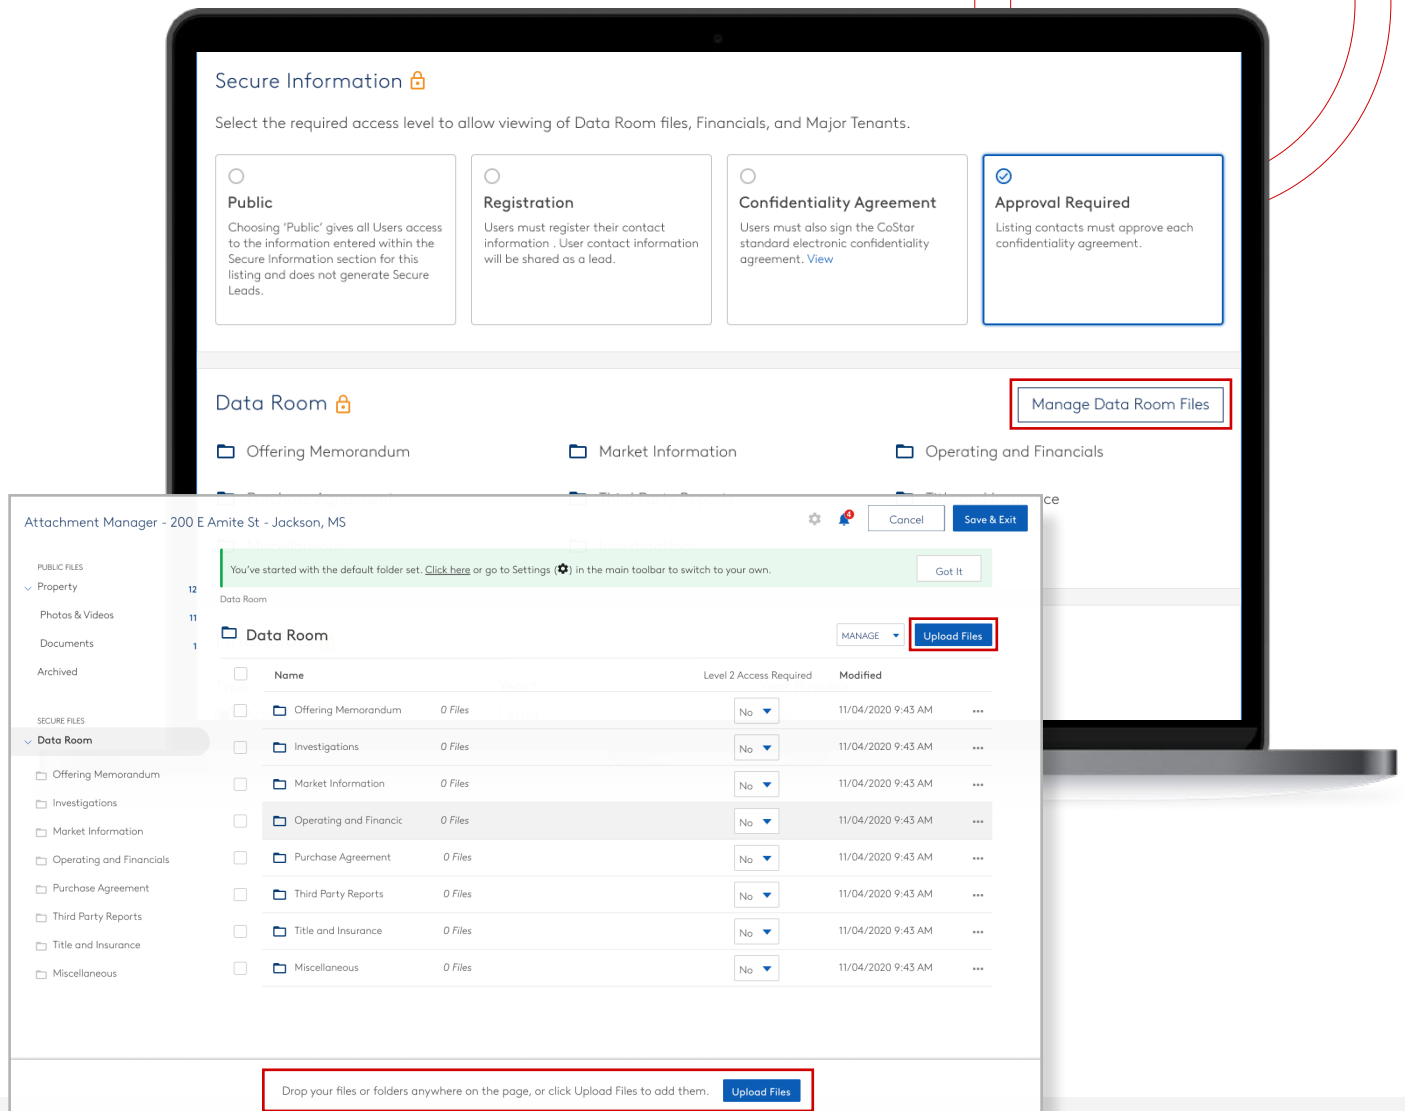 Secure Information
Select the required access level to allow viewing of Data Room files, Financials, and Major Tenants.
Public
Choosing ‘Public’ gives all Users access
to the information entered within the
Secure Information section for this
listing and does not generate Secure
Leads.
Registration
Users must register their contact
information . User contact information
will be shared as a lead.
Confidentiality Agreement
Users must also sign the CoStar
standard electronic confidentiality
agreement. View
Approval Required
Listing contacts must approve each
confidentiality agreement.
Data Room
Manage Data Room Files
Offering Memorandum
Market Information
Operating and Financials
Attachment Manager - 200 E Amite St - Jackson, MS
4
Cancel
Save & Exit
PUBLIC FILES
Property 12
Photos & Videos 11
Documents 1
Archived
SECURE FILES
Data Room
Offering Memorandum
Investigations
Market Information
Operating and Financials
Purchase Agreement
Third Party Reports
Title and Insurance
Miscellaneous
You've started with the default folder set. Click here or go to Settings ( ) in the main toolbar to switch to your own.
Got It
Data Room
Data Room
MANAGE
Upload Files
Name Level 2 Access Required Modified
Offering Memorandum 0 Files No 11/04/2020 9:43 AM
Investigations 0 Files No 11/04/2020 9:43 AM
Market Information 0 Files No 11/04/2020 9:43 AM
Operating and Financic 0 Files No 11/04/2020 9:43 AM
Purchase Agreement 0 Files No 11/04/2020 9:43 AM
Third Party Reports 0 Files No 11/04/2020 9:43 AM
Title and Insurance 0 Files No 11/04/2020 9:43 AM
Miscellaneous 0 Files No 11/04/2020 9:43 AM
Drop your files or folders anywhere on the page, or click Upload Files to add them.
Upload Files